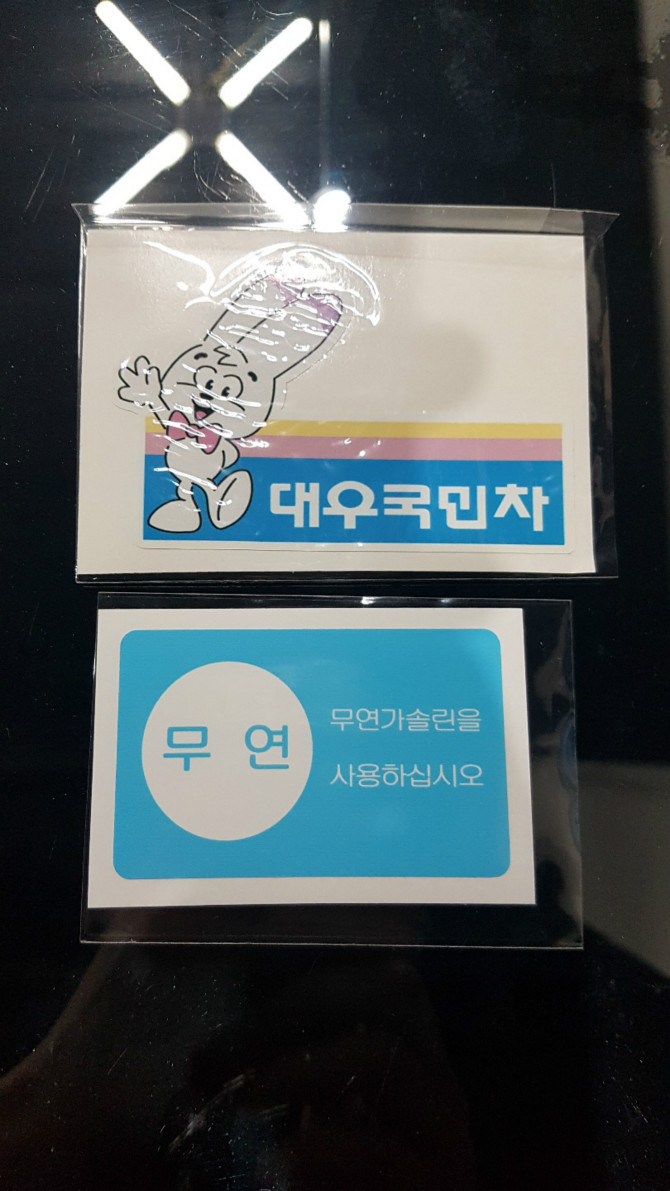 대우국민차
무연
무연가솔린을
사용하십시오